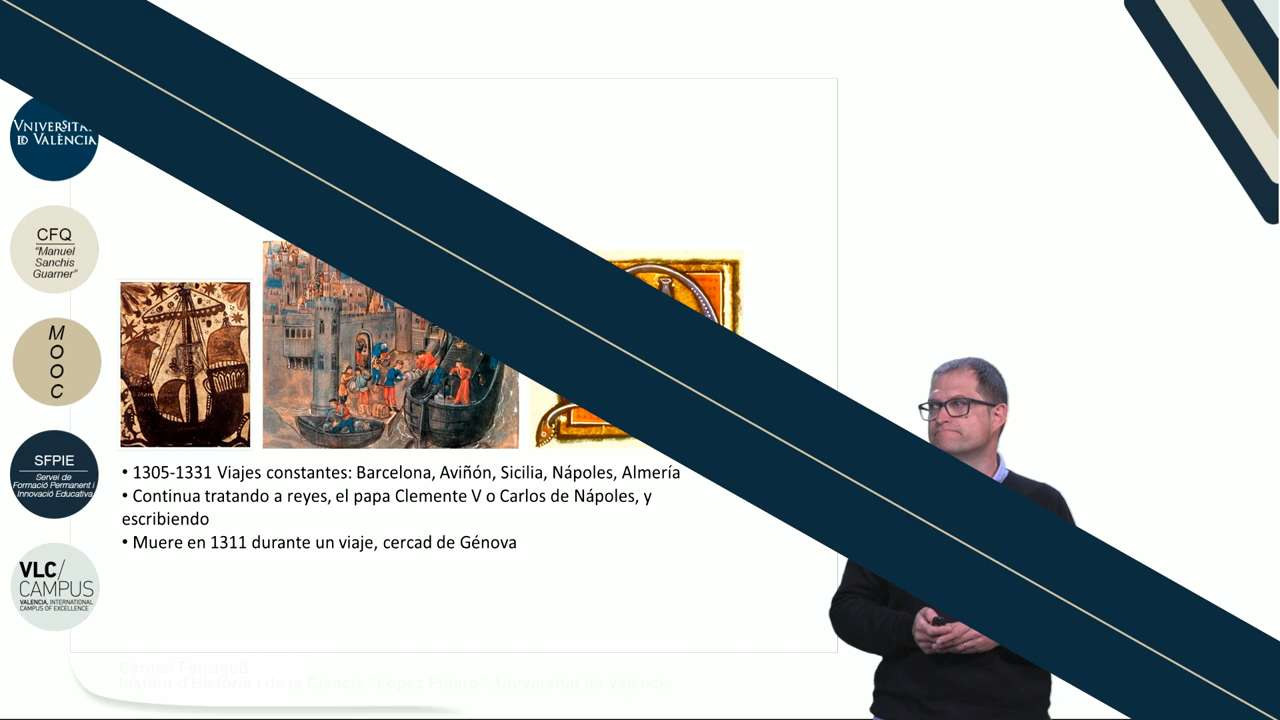 VNIVERSITA
ID VALÈNCIA
CFQ
"Manuel
Sanchis
Guarner"
M
O
O
C
SFPIE
Servei de
Formació Permanent i
Innovació Educativa
VLC/
CAMPUS
VALENCIA, INTERNATIONAL
CAMPUS OF EXCELLENCE
• 1305-1331 Viajes constantes: Barcelona, Aviñón, Sicilia, Nápoles, Almería
• Continua tratando a reyes, el papa Clemente V o Carlos de Nápoles, y
escribiendo
• Muere en 1311 durante un viaje, cercad de Génova
Carmel Ferragud
Institut d'Història de la Ciència "López Piñero". Universitat de València